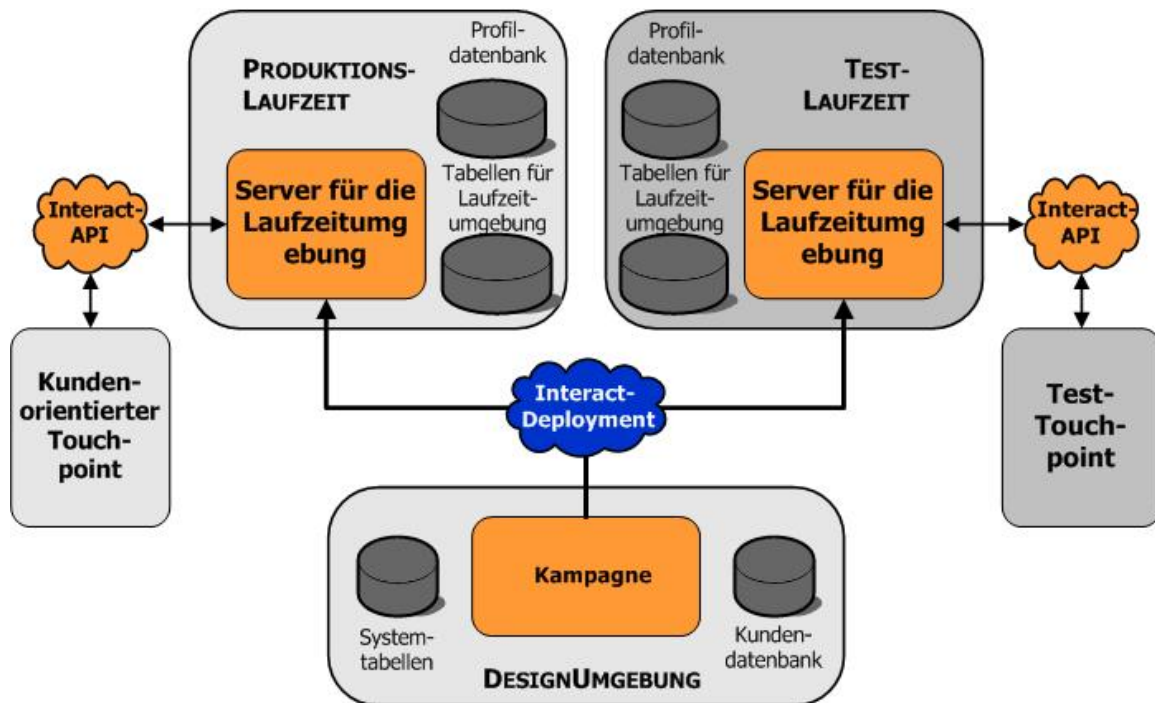 PRODUKTIONS-
LAUFZEIT
Profil-
datenbank
Server für die
Laufzeitumg
ebung
Tabellen für
Laufzeit-
umgebung
Profil-
datenbank
TEST-
LAUFZEIT
Tabellen für
Laufzeit-
umgebung
Server für die
Laufzeitumg
ebung
Interact-
API
Interact-
API
Kunden-
orientierter
Touch-
point
Interact-
Deployment
Test-
Touch-
point
Kampagne
System-
tabellen
Kunden-
datenbank
DESIGNUMGEBUNG